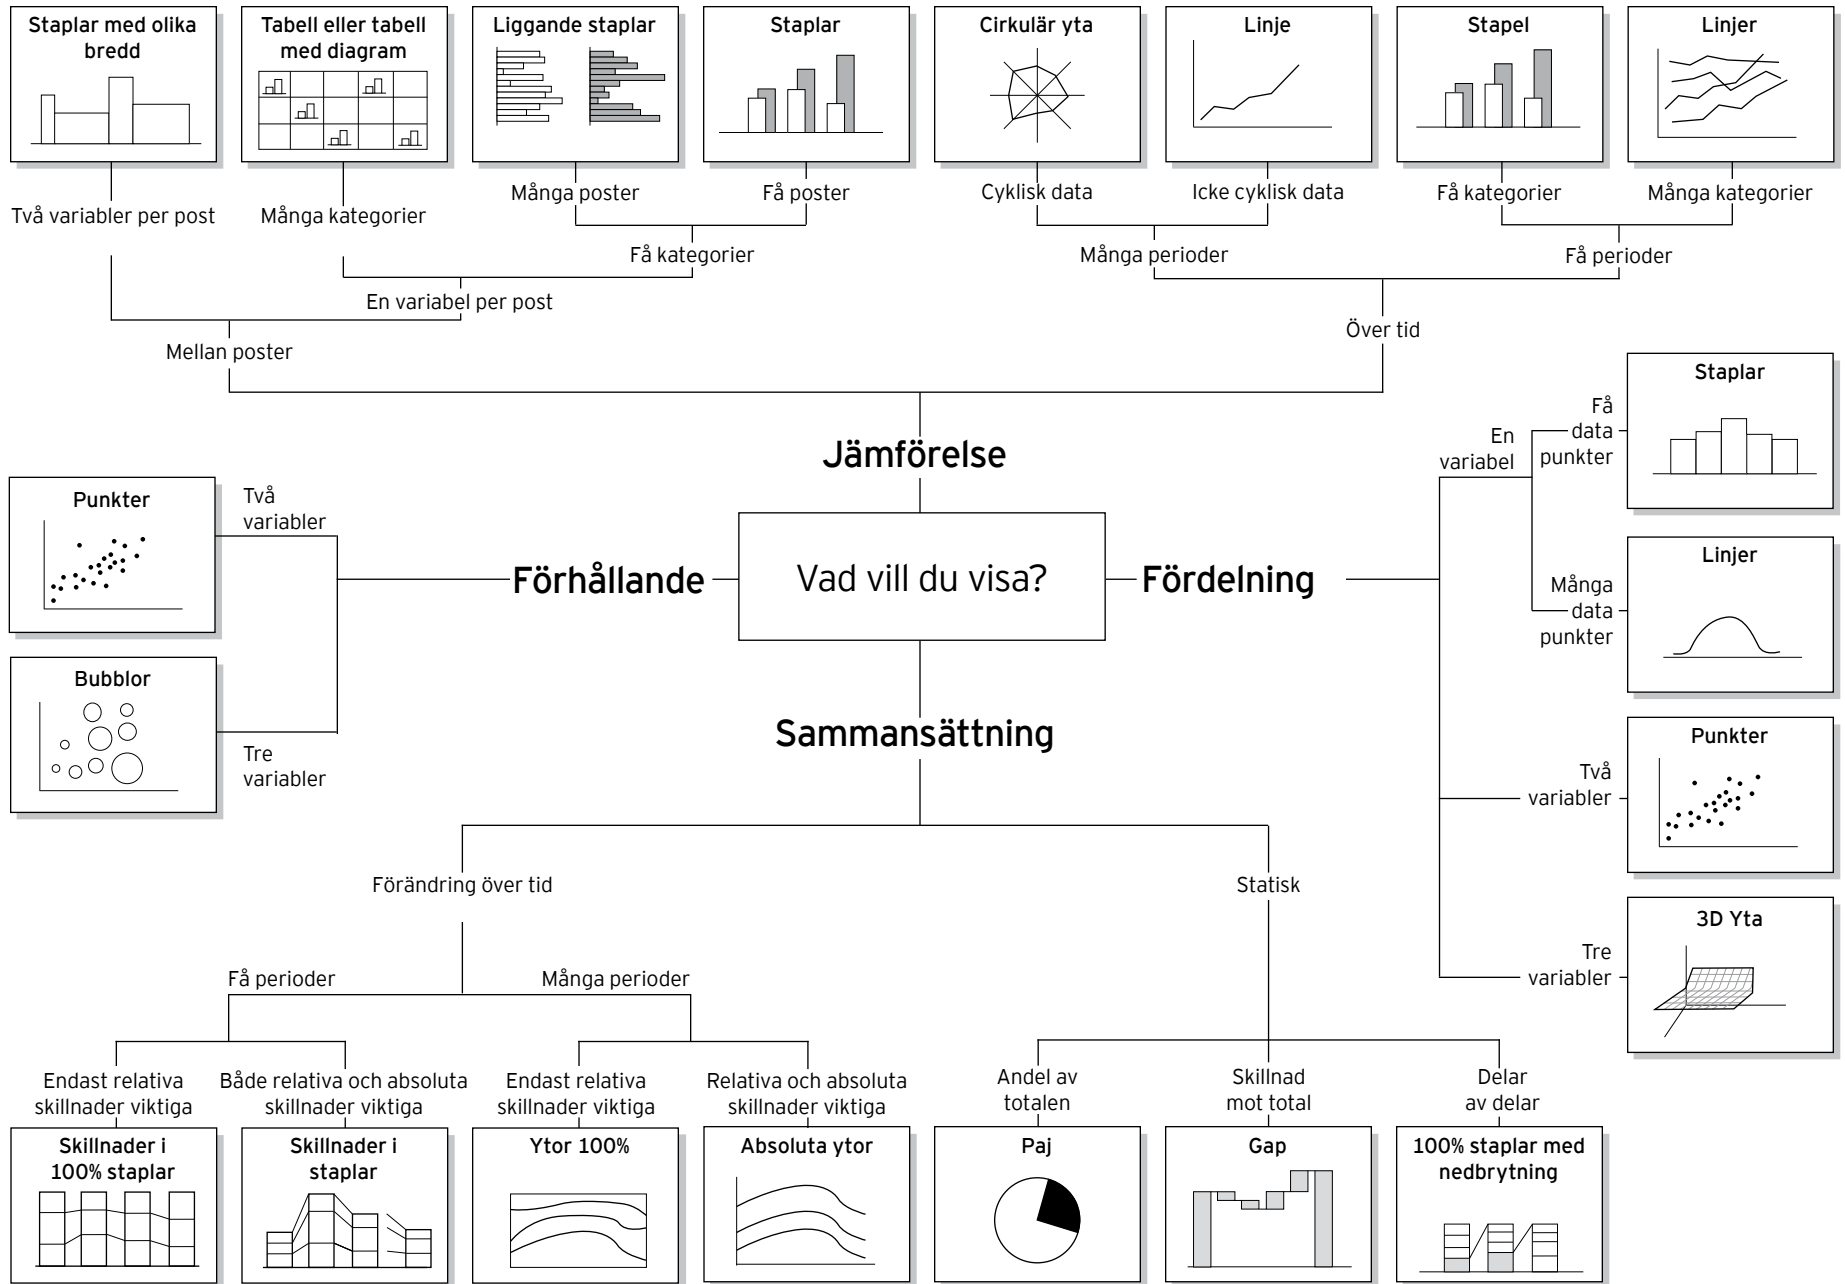 Staplar med olika
bredd
Tabell eller tabell
med diagram
Liggande staplar
Staplar
Cirkulär yta
Linje
Stapel
Linjer
Två variabler per post
Många kategorier
Många poster
Få poster
Cyklisk data
Icke cyklisk data
Få kategorier
Många kategorier
Få kategorier
Många perioder
Få perioder
En variabel per post
Mellan poster
Över tid
Jämförelse
Staplar
En
variabel
Få
data
punkter
Linjer
Många
data
punkter
Punkter
Två
variabler
Förhållande
Vad vill du visa?
Fördelning
Bubblor
Tre
variabler
Sammansättning
Punkter
Två
variabler
3D Yta
Tre
variabler
Förändring över tid
Statisk
Få perioder
Många perioder
Endast relativa
skillnader viktiga
Både relativa och absoluta
skillnader viktiga
Endast relativa
skillnader viktiga
Relativa och absoluta
skillnader viktiga
Andel av
totalen
Skillnad
mot total
Delar
av delar
Skillnader i
100% staplar
Skillnader i
staplar
Ytor 100%
Absoluta ytor
Paj
Gap
100% staplar med
nedbrytning